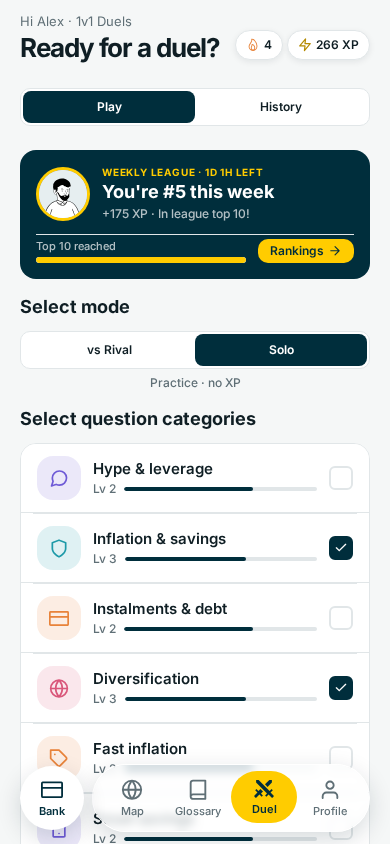 Hi Alex · 1v1 Duels
Ready for a duel?
4
266 XP
Play
History
WEEKLY LEAGUE · 1D 1H LEFT
You're #5 this week
+175 XP · In league top 10!
Top 10 reached
Rankings
Select mode
vs Rival
Solo
Practice · no XP
Select question categories
Hype & leverage
Lv 2
Inflation & savings
Lv 3
Instalments & debt
Lv 2
Diversification
Lv 3
Fast inflation
Lv
Lv 2
Bank
Map
Glossary
Duel
Profile